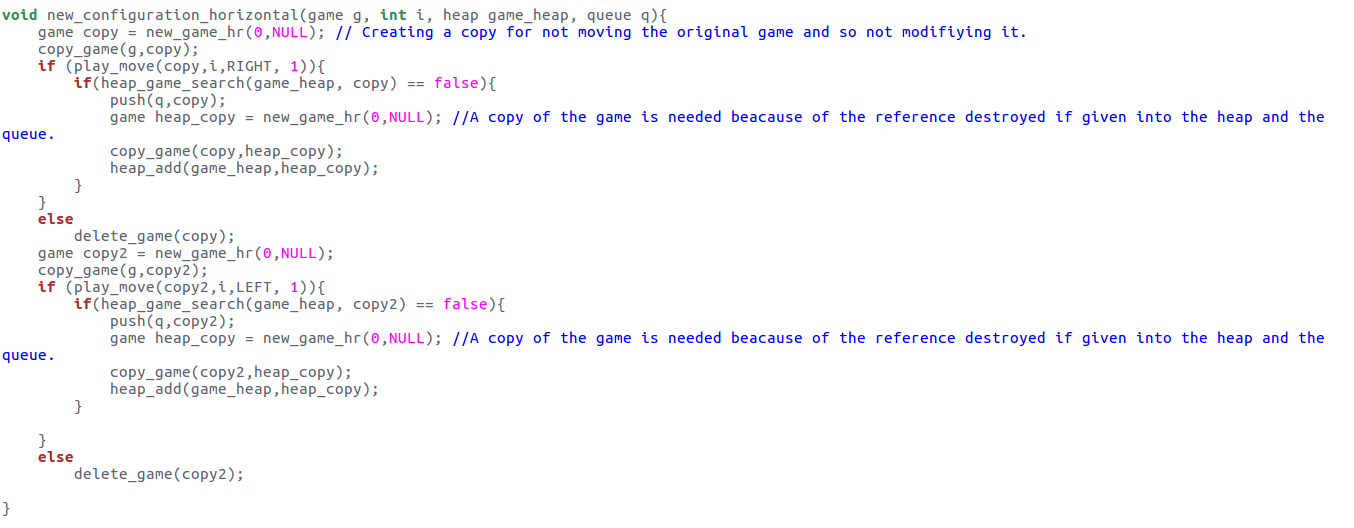 void new_configuration_horizontal(game g, int i, heap game_heap, queue q){
    game copy = new_game_hr(0,NULL); // Creating a copy for not moving the original game and so not modifiying it.
    copy_game(g,copy);
    if (play_move(copy,i,RIGHT, 1)){
        if(heap_game_search(game_heap, copy) == false){
            push(q,copy);
            game heap_copy = new_game_hr(0,NULL); //A copy of the game is needed beacause of the reference destroyed if given into the heap and the
queue.
            copy_game(copy,heap_copy);
            heap_add(game_heap,heap_copy);
        }
    }
    else
        delete_game(copy);
    game copy2 = new_game_hr(0,NULL);
    copy_game(g,copy2);
    if (play_move(copy2,i,LEFT, 1)){
        if(heap_game_search(game_heap, copy2) == false){
            push(q,copy2);
            game heap_copy = new_game_hr(0,NULL); //A copy of the game is needed beacause of the reference destroyed if given into the heap and the
queue.
            copy_game(copy2,heap_copy);
            heap_add(game_heap,heap_copy);
        }

    }
    else
        delete_game(copy2);

}